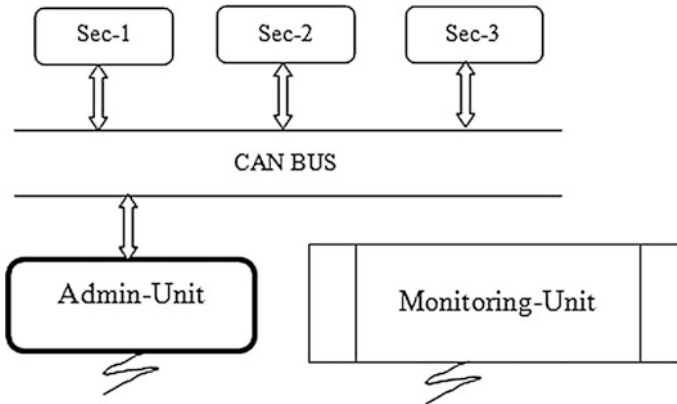 Sec-1
Sec-2
Sec-3
CAN BUS
Admin-Unit
Monitoring-Unit